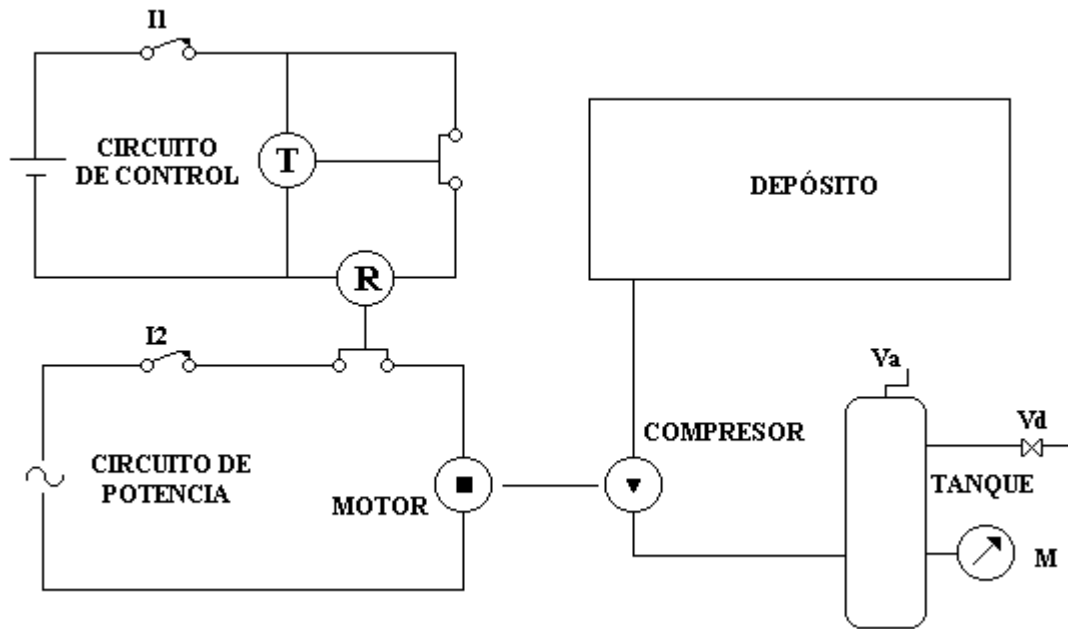 I1
CIRCUITO
DE CONTROL
T
DEPÓSITO
R
I2
Va
COMPRESOR
Vd
CIRCUITO DE
POTENCIA
MOTOR
TANQUE
M